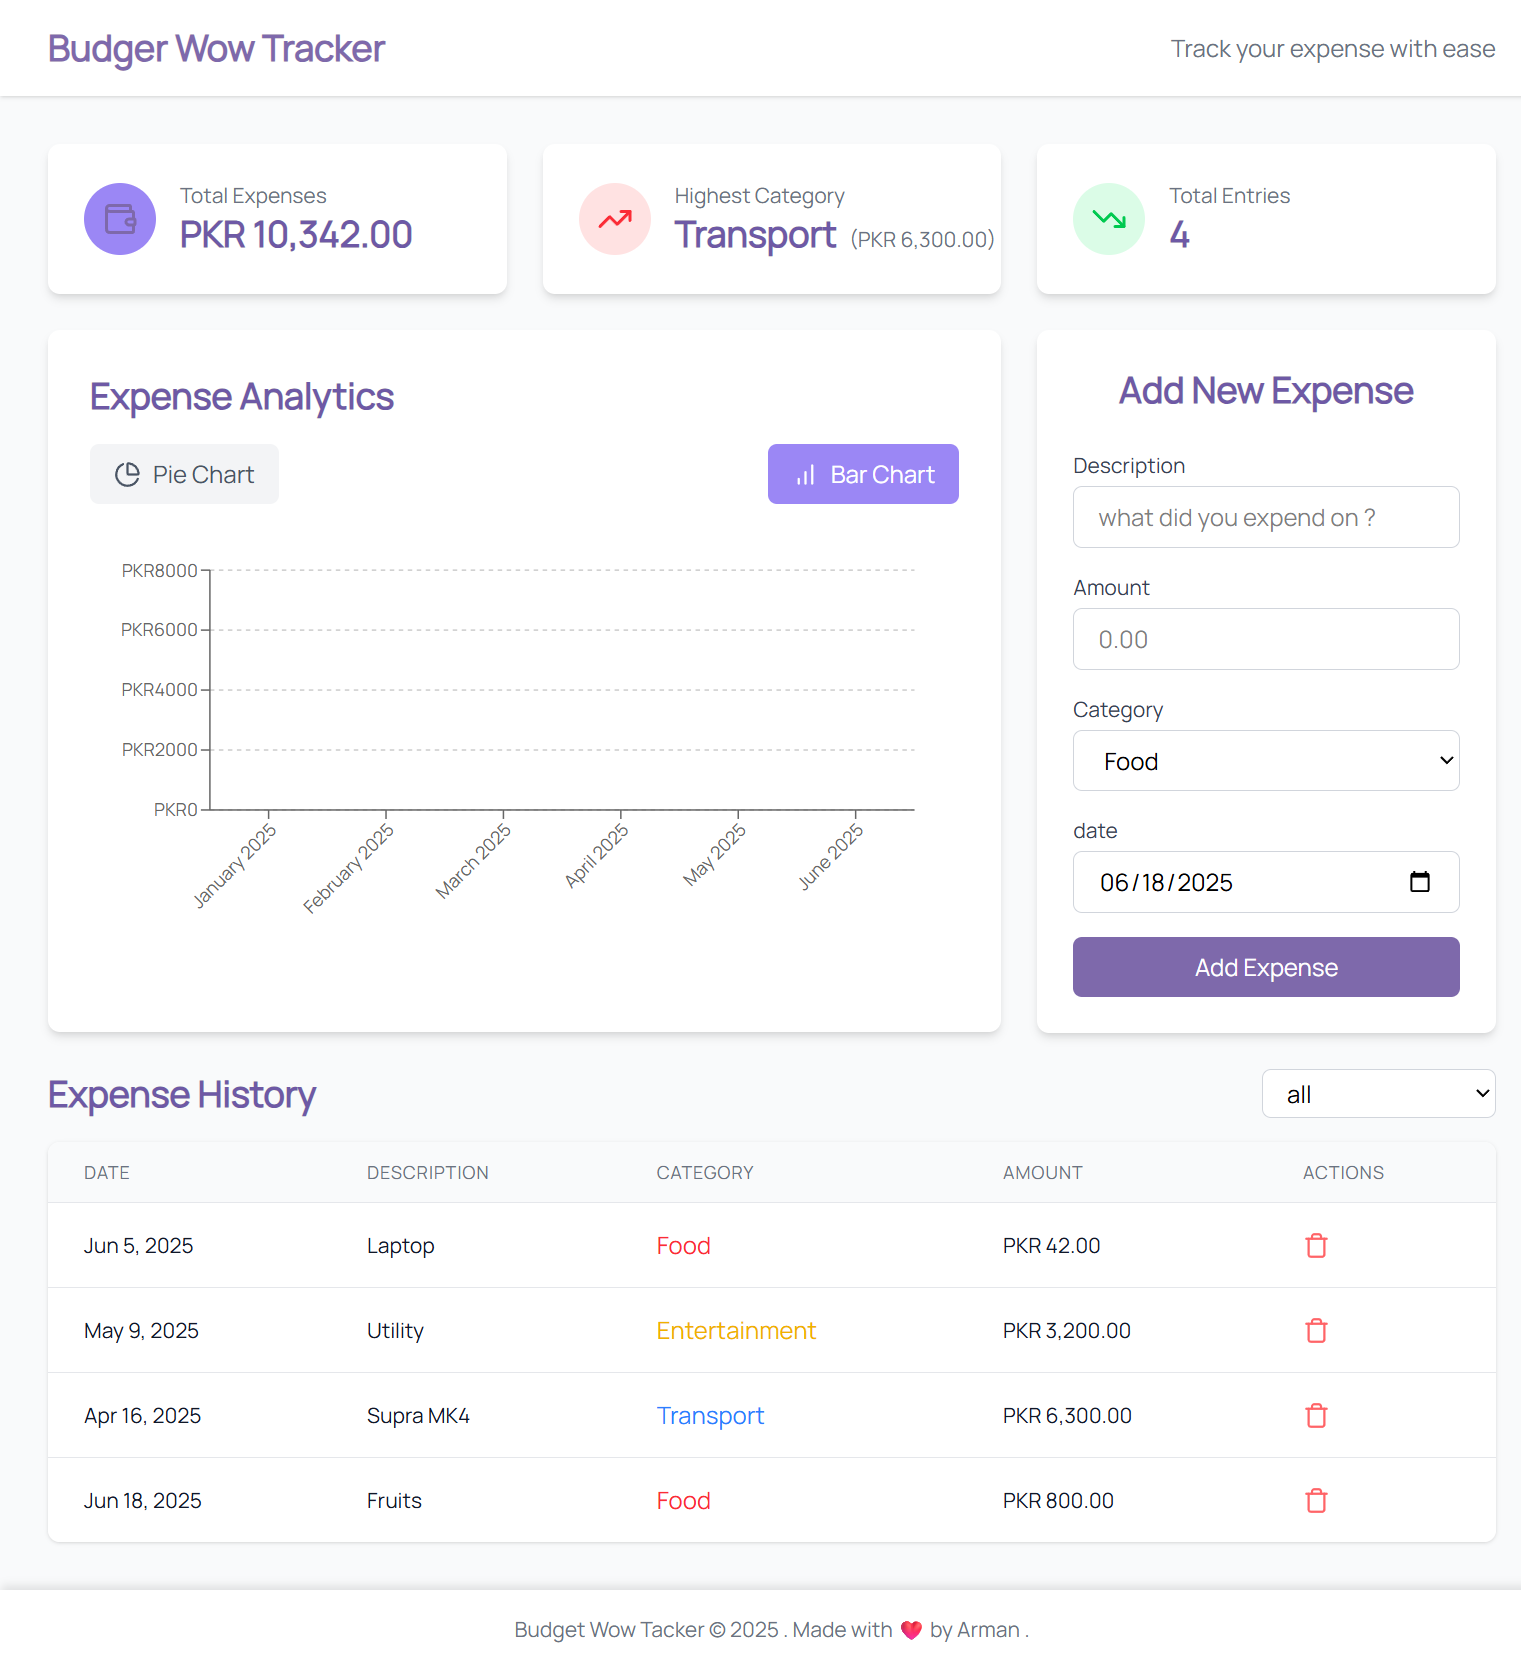 Budger Wow Tracker
Track your expense with ease
Total Expenses
PKR 10,342.00
Highest Category
Transport (PKR 6,300.00)
Total Entries
4
Expense Analytics
Pie Chart
Bar Chart
PKR8000
PKR6000
PKR4000
PKR2000
PKR0
January 2025
February 2025
March 2025
April 2025
May 2025
June 2025
Add New Expense
Description
what did you expend on ?
Amount
0.00
Category
Food
date
06/18/2025
Add Expense
Expense History
all
DATE DESCRIPTION CATEGORY AMOUNT ACTIONS
Jun 5, 2025 Laptop Food PKR 42.00
May 9, 2025 Utility Entertainment PKR 3,200.00
Apr 16, 2025 Supra MK4 Transport PKR 6,300.00
Jun 18, 2025 Fruits Food PKR 800.00
Budget Wow Tacker © 2025 . Made with ❤️ by Arman .